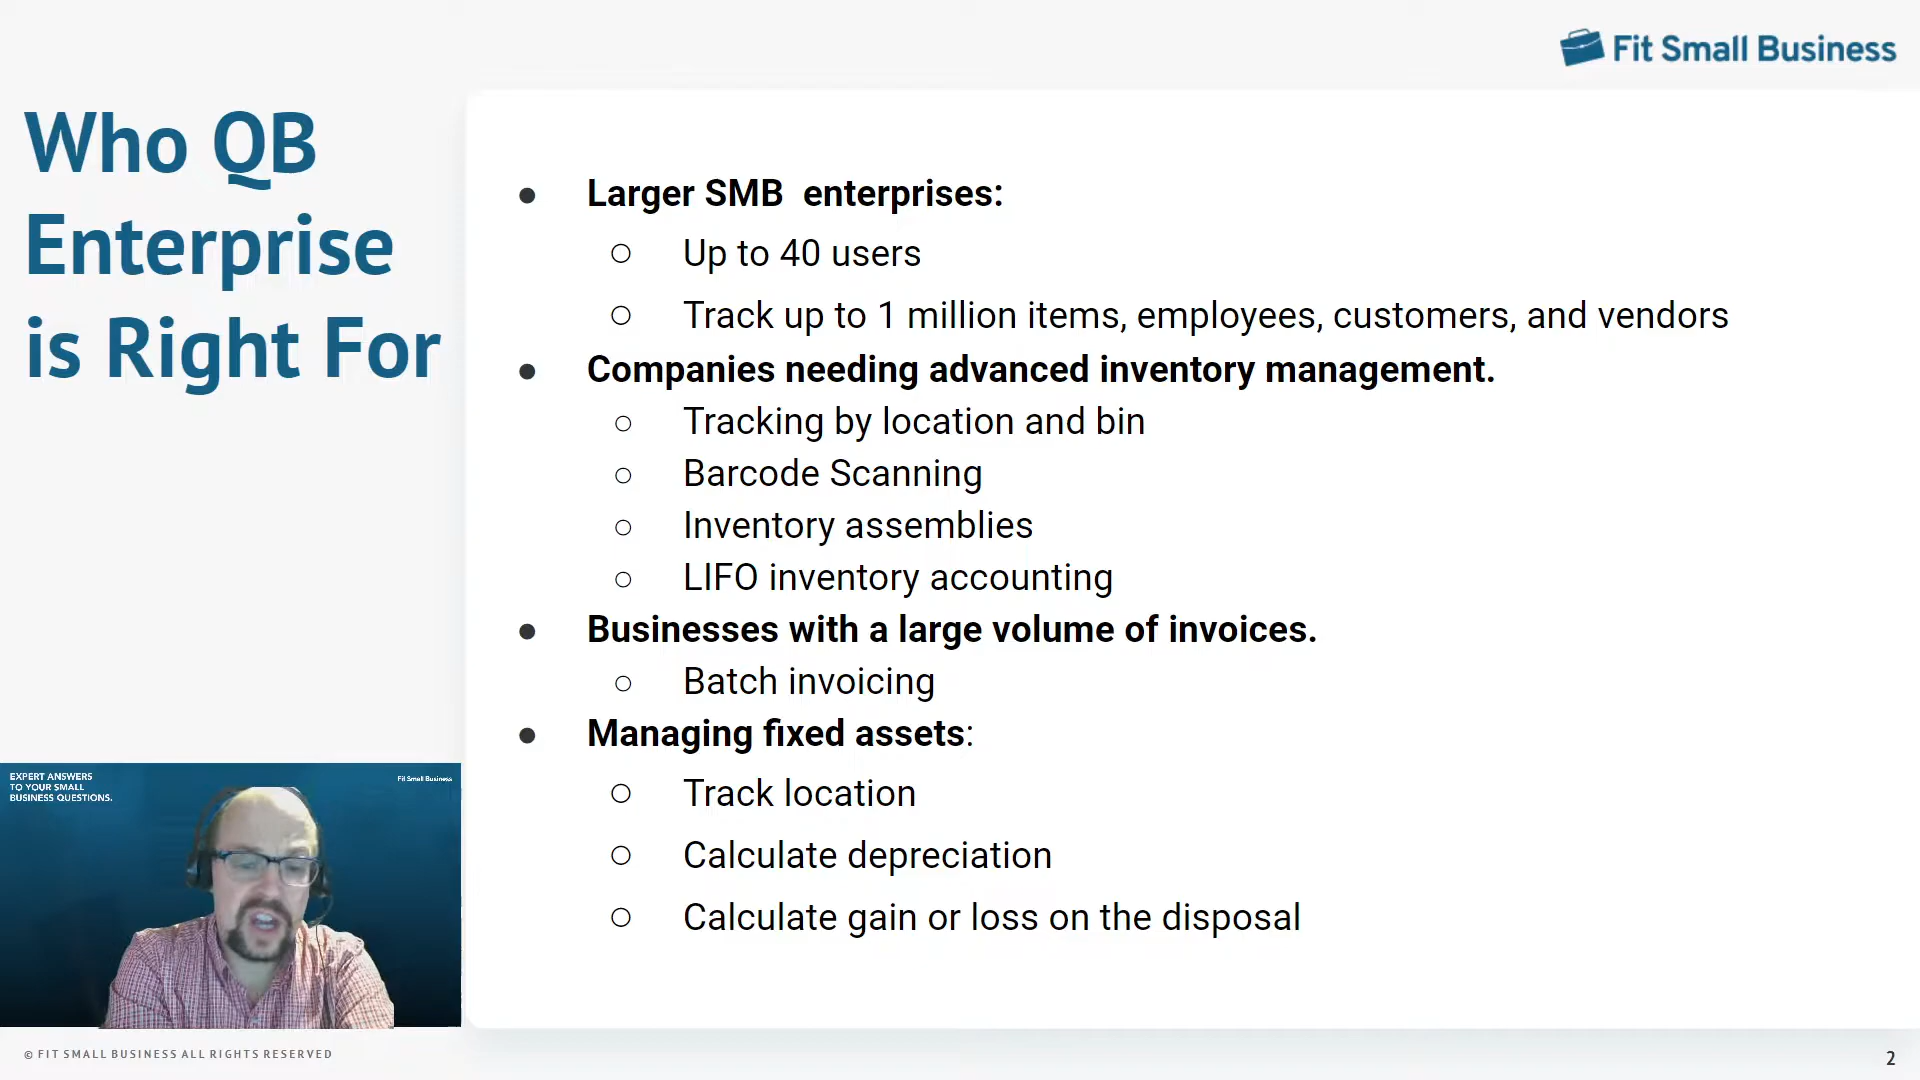 Fit Small Business
Who QB
Enterprise
is Right For
● Larger SMB  enterprises:
○ Up to 40 users
○ Track up to 1 million items, employees, customers, and vendors
● Companies needing advanced inventory management.
○ Tracking by location and bin
○ Barcode Scanning
○ Inventory assemblies
○ LIFO inventory accounting
● Businesses with a large volume of invoices.
○ Batch invoicing
● Managing fixed assets:
○ Track location
○ Calculate depreciation
○ Calculate gain or loss on the disposal
EXPERT ANSWERS
TO YOUR SMALL
BUSINESS QUESTIONS.
Fit Small Business
© FIT SMALL BUSINESS ALL RIGHTS RESERVED
2